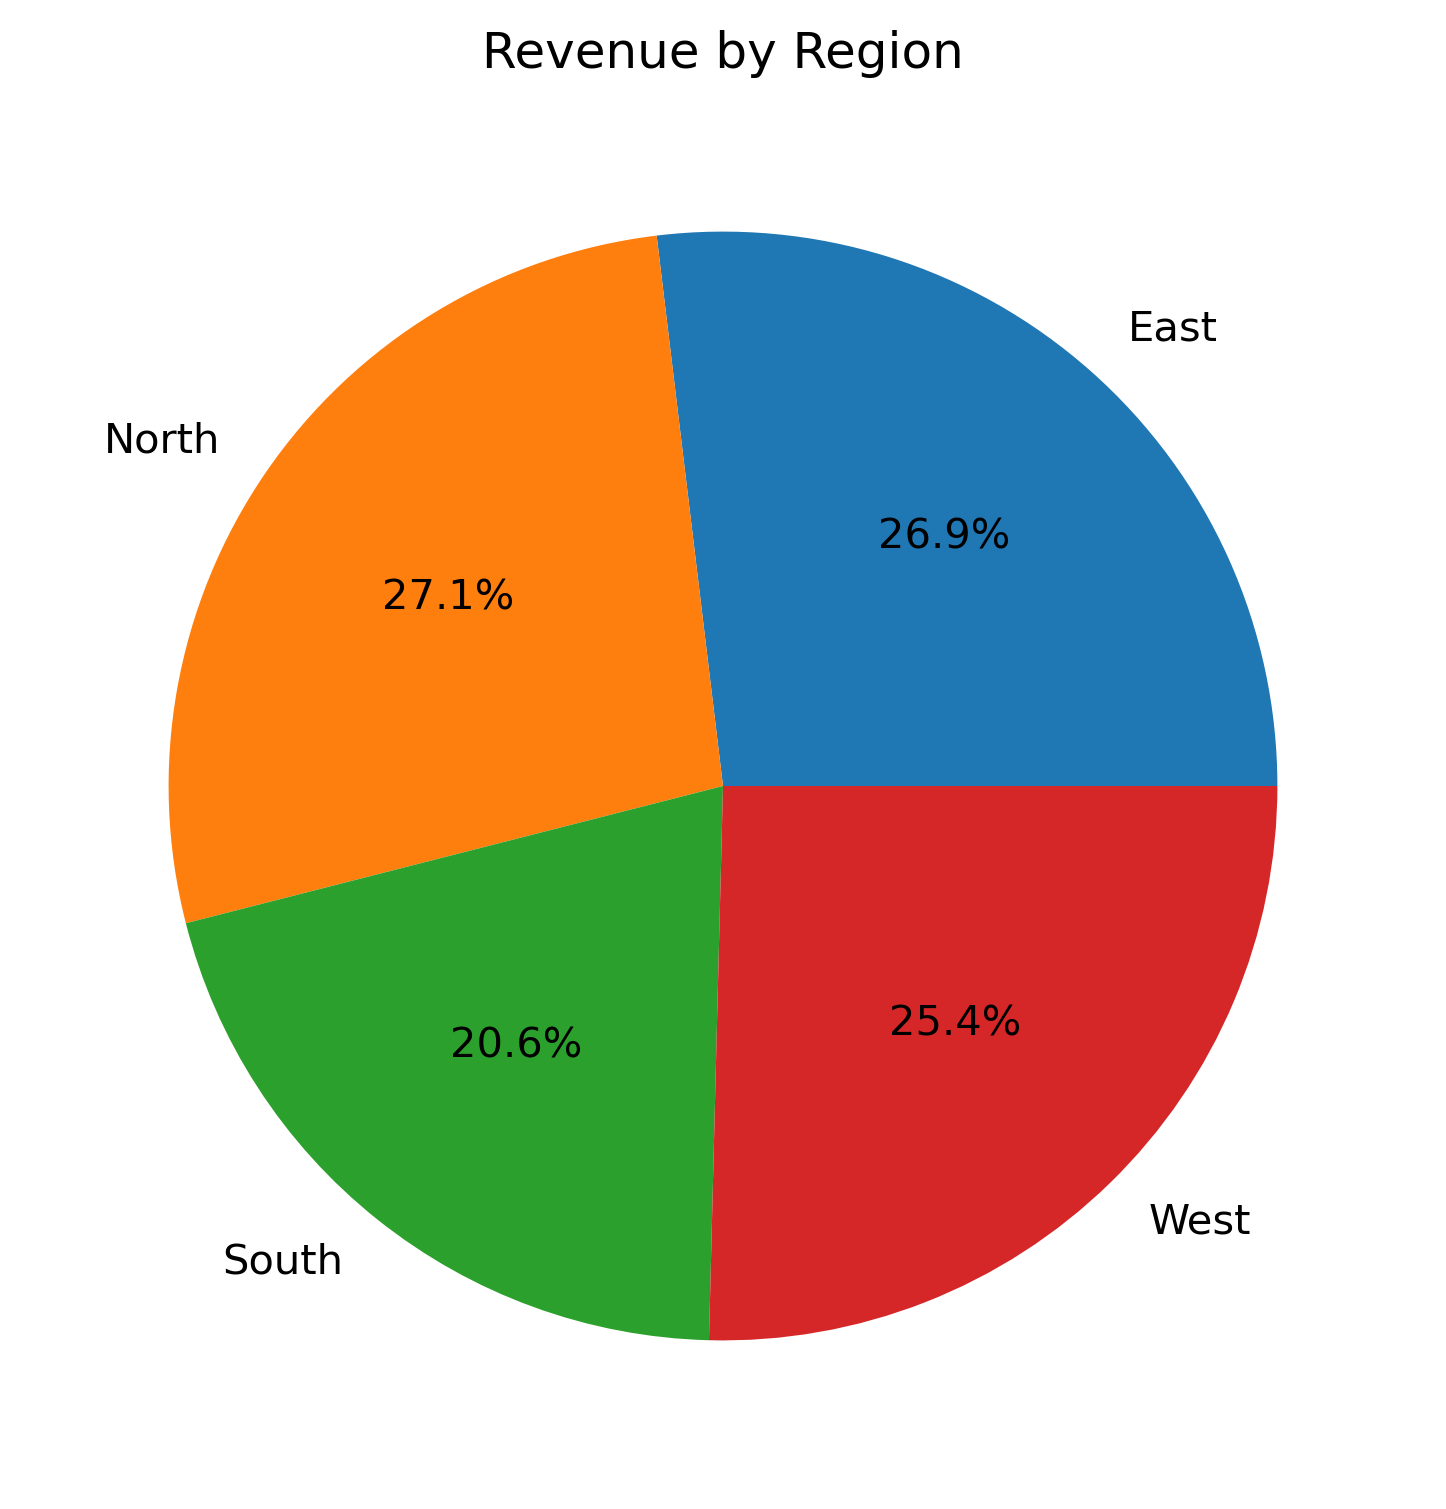 Revenue by Region
East
26.9%
North
27.1%
20.6%
South
25.4%
West